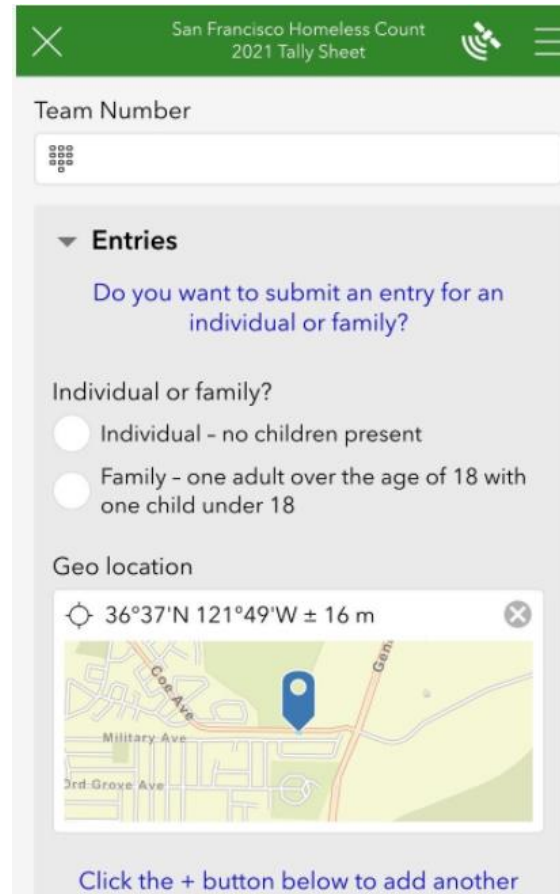 San Francisco Homeless Count
2021 Tally Sheet
Team Number
Entries
Do you want to submit an entry for an
individual or family?
Individual or family?
Individual – no children present
Family – one adult over the age of 18 with
one child under 18
Geo location
36°37'N 121°49'W ± 16 m
Coe Ave
Gen
Military Ave
3rd Grove Ave
Click the + button below to add another